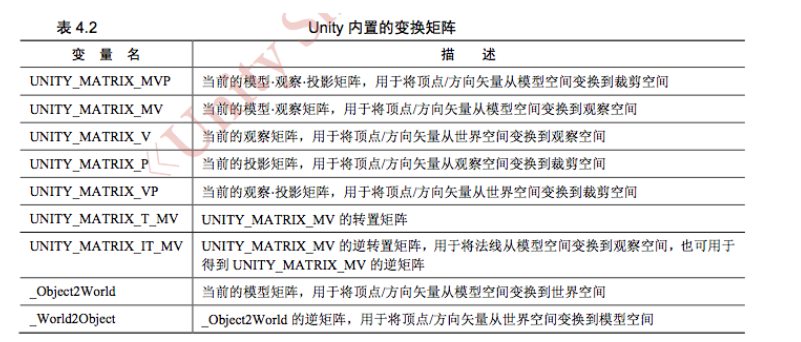 表 4.2 Unity 内置的变换矩阵
变 量 名 描 述
UNITY_MATRIX_MVP 当前的模型·观察·投影矩阵，用于将顶点/方向矢量从模型空间变换到裁剪空间
UNITY_MATRIX_MV 当前的模型·观察矩阵，用于将顶点/方向矢量从模型空间变换到观察空间
UNITY_MATRIX_V 当前的观察矩阵，用于将顶点/方向矢量从世界空间变换到观察空间
UNITY_MATRIX_P 当前的投影矩阵，用于将顶点/方向矢量从观察空间变换到裁剪空间
UNITY_MATRIX_VP 当前的观察·投影矩阵，用于将顶点/方向矢量从世界空间变换到裁剪空间
UNITY_MATRIX_T_MV UNITY_MATRIX_MV 的转置矩阵
UNITY_MATRIX_IT_MV UNITY_MATRIX_MV 的逆转置矩阵，用于将法线从模型空间变换到观察空间，也可用于
得到 UNITY_MATRIX_MV 的逆矩阵
_Object2World 当前的模型矩阵，用于将顶点/方向矢量从模型空间变换到世界空间
_World2Object _Object2World 的逆矩阵，用于将顶点/方向矢量从世界空间变换到模型空间
《Unity S